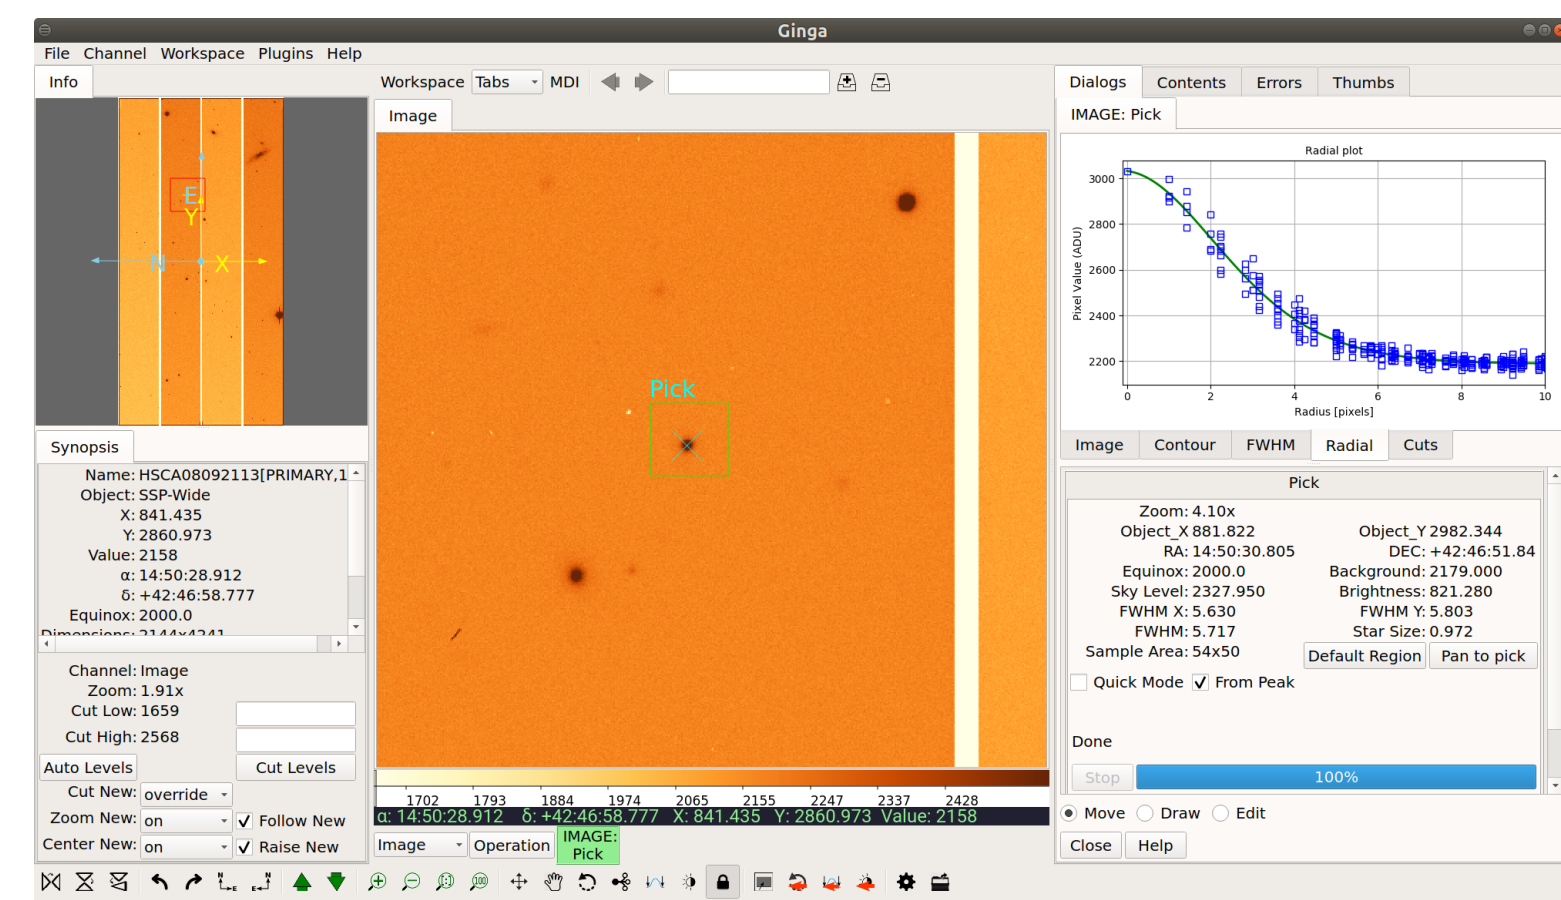 Ginga
File Channel Workspace Plugins Help
Info
Workspace Tabs MDI
Image
E
Y
N X
Pick
Synopsis
Name: HSCA08092113[PRIMARY,1
Object: SSP-Wide
X: 841.435
Y: 2860.973
Value: 2158
α: 14:50:28.912
δ: +42:46:58.777
Equinox: 2000.0
Dimensions: 2144x4241
Channel: Image
Zoom: 1.91x
Cut Low: 1659
Cut High: 2568
Auto Levels Cut Levels
Cut New: override
Zoom New: on Follow New
Center New: on Raise New
1702 1793 1884 1974 2065 2155 2247 2337 2428
α: 14:50:28.912 δ: +42:46:58.777 X: 841.435 Y: 2860.973 Value: 2158
Image Operation IMAGE:
Pick
Dialogs Contents Errors Thumbs
IMAGE: Pick
Radial plot
Pixel Value (ADU)
3000
2800
2600
2400
2200
0 2 4 6 8 10
Radius [pixels]
Image Contour FWHM Radial Cuts
Pick
Zoom: 4.10x
Object_X 881.822 Object_Y 2982.344
RA: 14:50:30.805 DEC: +42:46:51.84
Equinox: 2000.0 Background: 2179.000
Sky Level: 2327.950 Brightness: 821.280
FWHM X: 5.630 FWHM Y: 5.803
FWHM: 5.717 Star Size: 0.972
Sample Area: 54x50 Default Region Pan to pick
Quick Mode From Peak
Done
Stop 100%
Move Draw Edit
Close Help
N
E
N
E
1:1
100